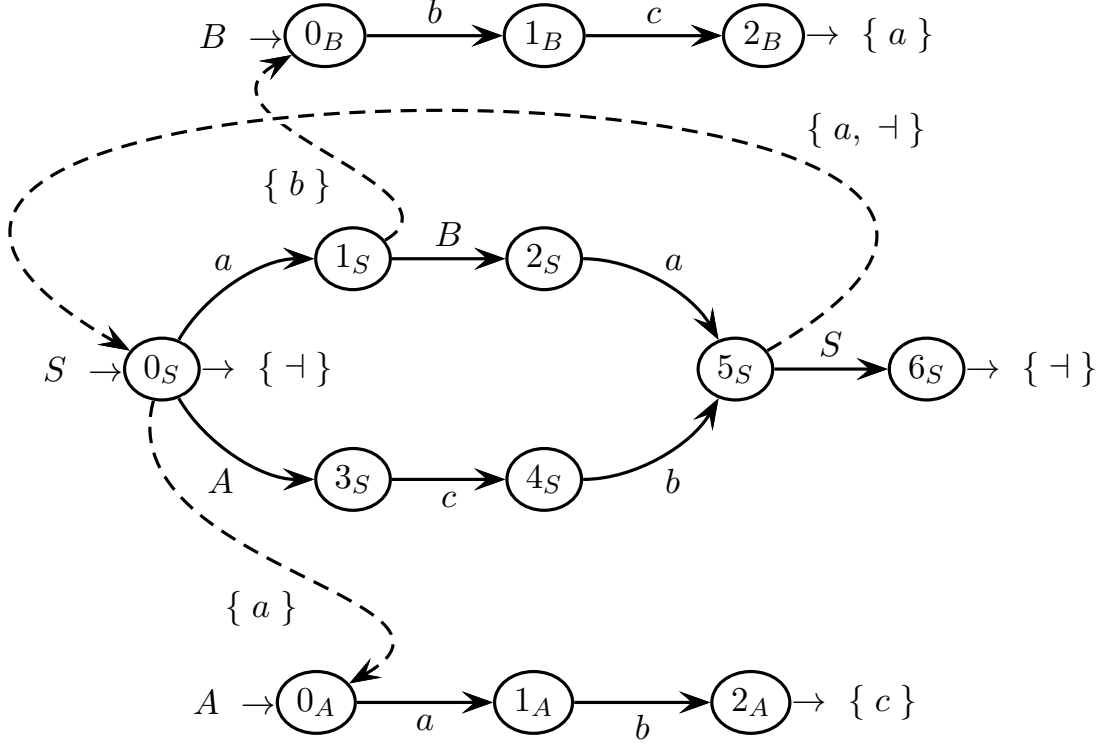 B → 0_B b 1_B c 2_B → { a }
{ a, ⊣ }
{ b }
1_S B 2_S
a a
S → 0_S → { ⊣ } 5_S S 6_S → { ⊣ }
A 3_S c 4_S b
{ a }
A → 0_A a 1_A b 2_A → { c }